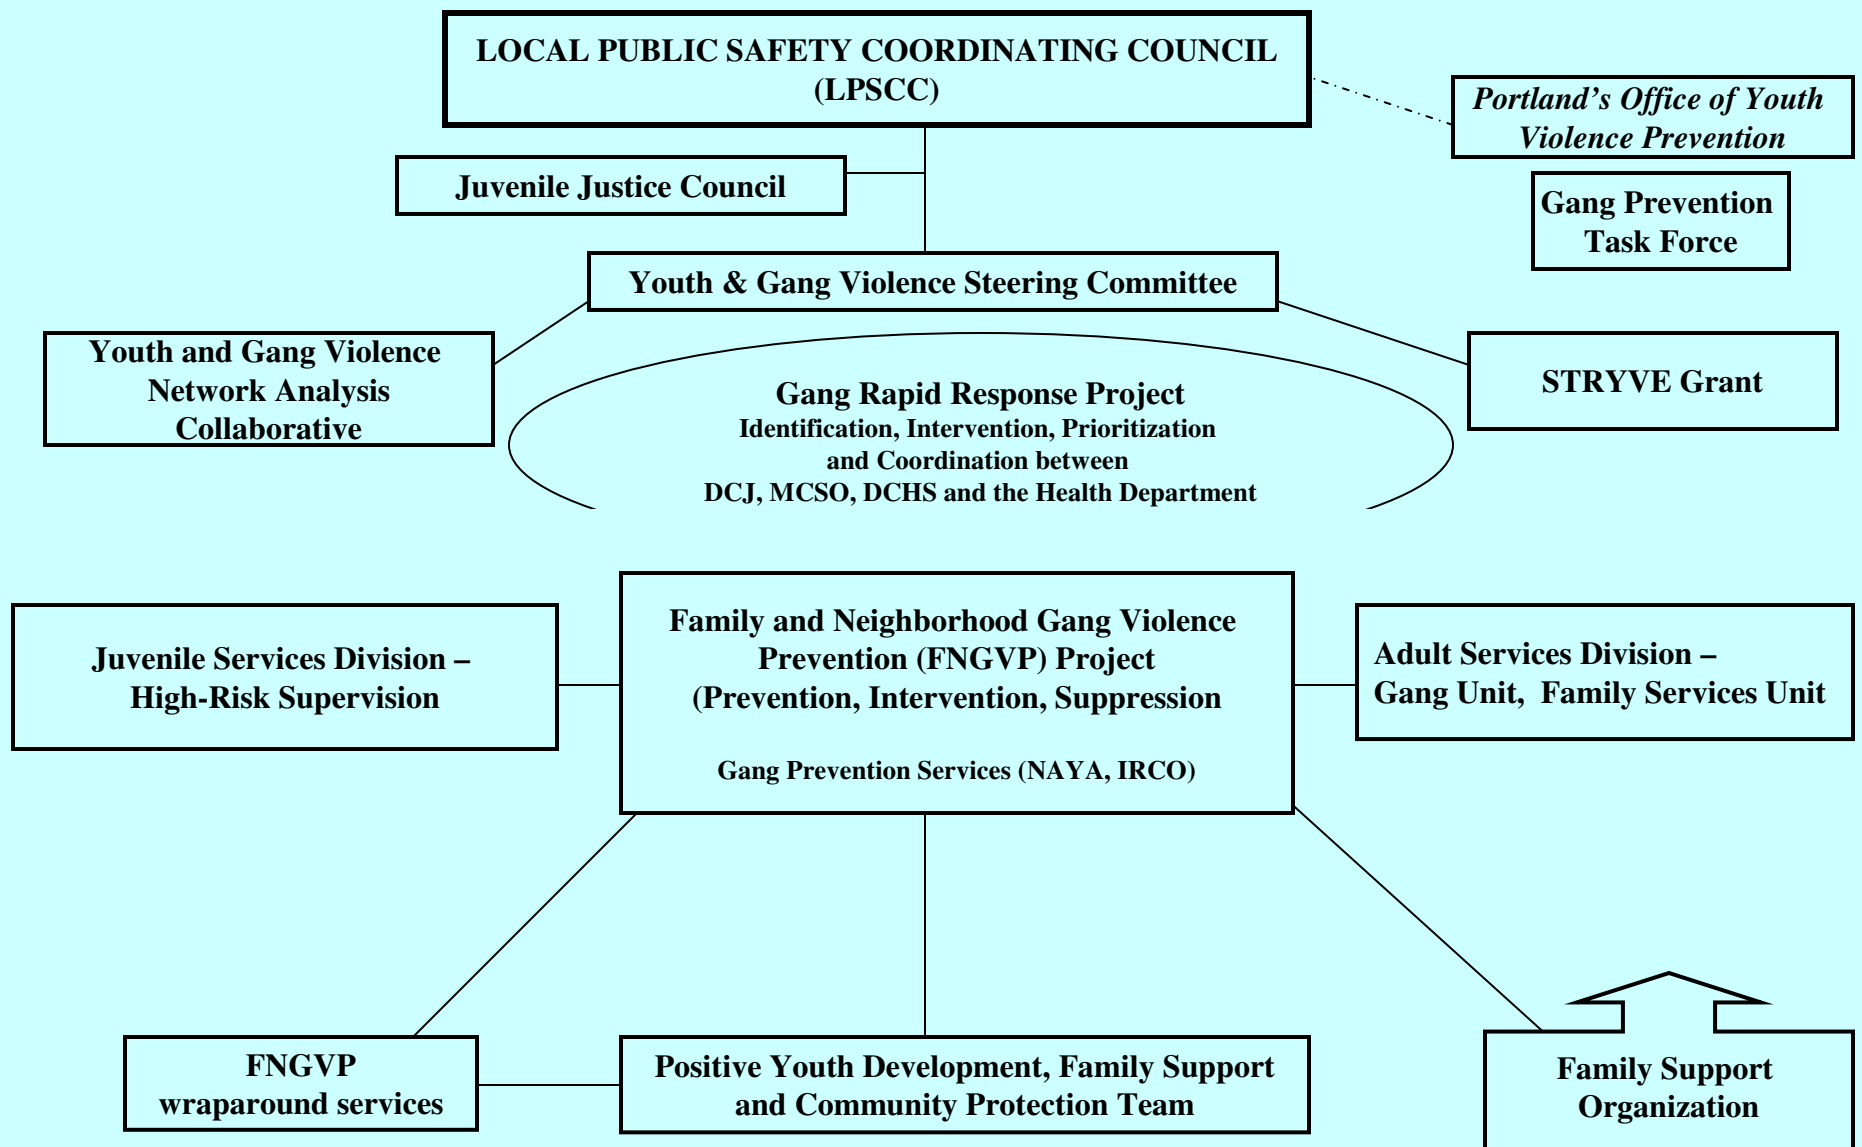 LOCAL PUBLIC SAFETY COORDINATING COUNCIL
(LPSCC)
Portland’s Office of Youth
Violence Prevention
Juvenile Justice Council
Gang Prevention
Task Force
Youth & Gang Violence Steering Committee
Youth and Gang Violence
Network Analysis
Collaborative
Gang Rapid Response Project
Identification, Intervention, Prioritization
and Coordination between
DCJ, MCSO, DCHS and the Health Department
STRYVE Grant
Juvenile Services Division –
High-Risk Supervision
Family and Neighborhood Gang Violence
Prevention (FNGVP) Project
(Prevention, Intervention, Suppression
Gang Prevention Services (NAYA, IRCO)
Adult Services Division –
Gang Unit, Family Services Unit
FNGVP
wraparound services
Positive Youth Development, Family Support
and Community Protection Team
Family Support
Organization